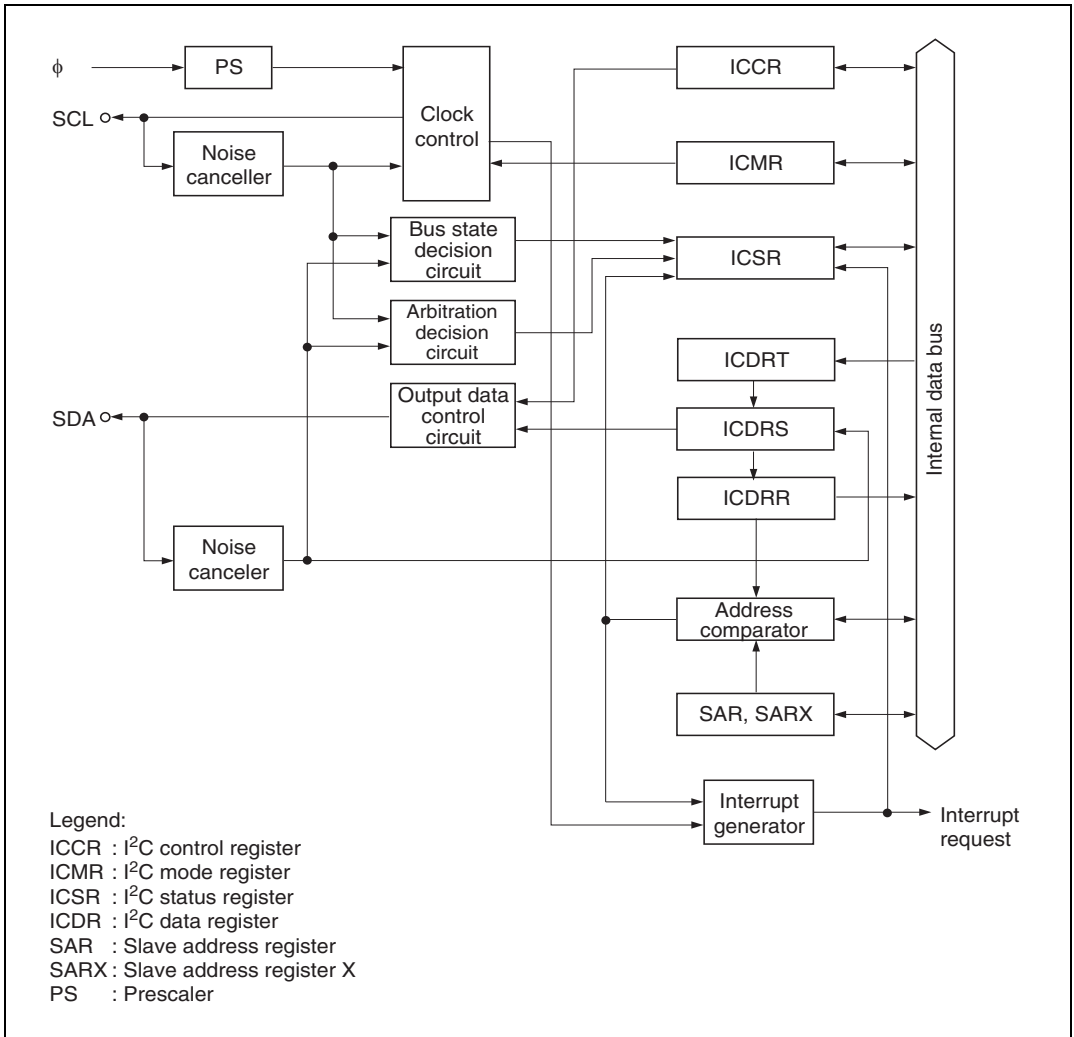 ϕ
PS
SCL
Clock
control
Noise
canceller
Bus state
decision
circuit
Arbitration
decision
circuit
SDA
Output data
control
circuit
Noise
canceler
ICCR
ICMR
ICSR
ICDRT
ICDRS
ICDRR
Address
comparator
SAR, SARX
Interrupt
generator
Internal data bus
Interrupt
request
Legend:
ICCR : I²C control register
ICMR : I²C mode register
ICSR : I²C status register
ICDR : I²C data register
SAR : Slave address register
SARX : Slave address register X
PS : Prescaler